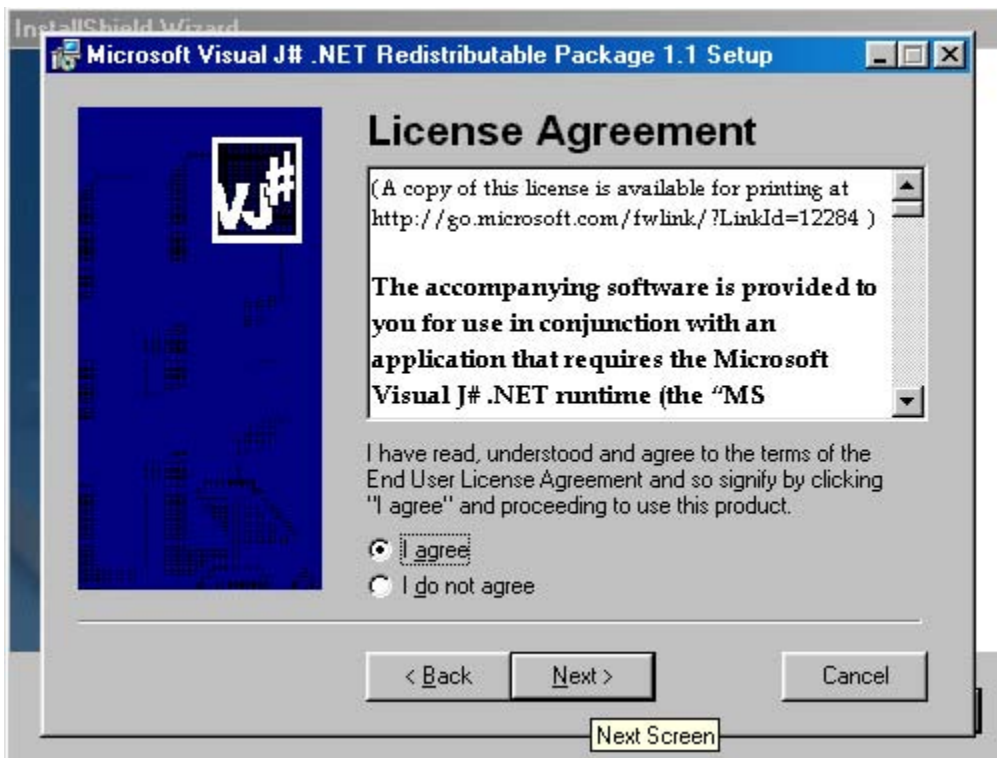 InstallShield Wizard
Microsoft Visual J# .NET Redistributable Package 1.1 Setup
VJ#
License Agreement
(A copy of this license is available for printing at
http://go.microsoft.com/fwlink/?LinkId=12284 )
The accompanying software is provided to
you for use in conjunction with an
application that requires the Microsoft
Visual J# .NET runtime (the “MS
I have read, understood and agree to the terms of the
End User License Agreement and so signify by clicking
"I agree" and proceeding to use this product.
I agree
I do not agree
< Back Next > Cancel
Next Screen